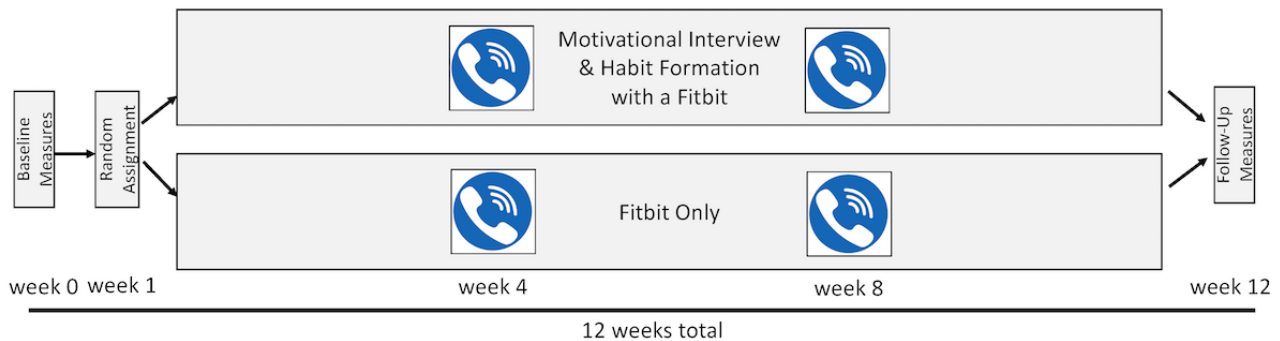 Baseline
Measures
Random
Assignment
Motivational Interview
& Habit Formation
with a Fitbit
Fitbit Only
Follow-Up
Measures
week 0
week 1
week 4
week 8
week 12
12 weeks total